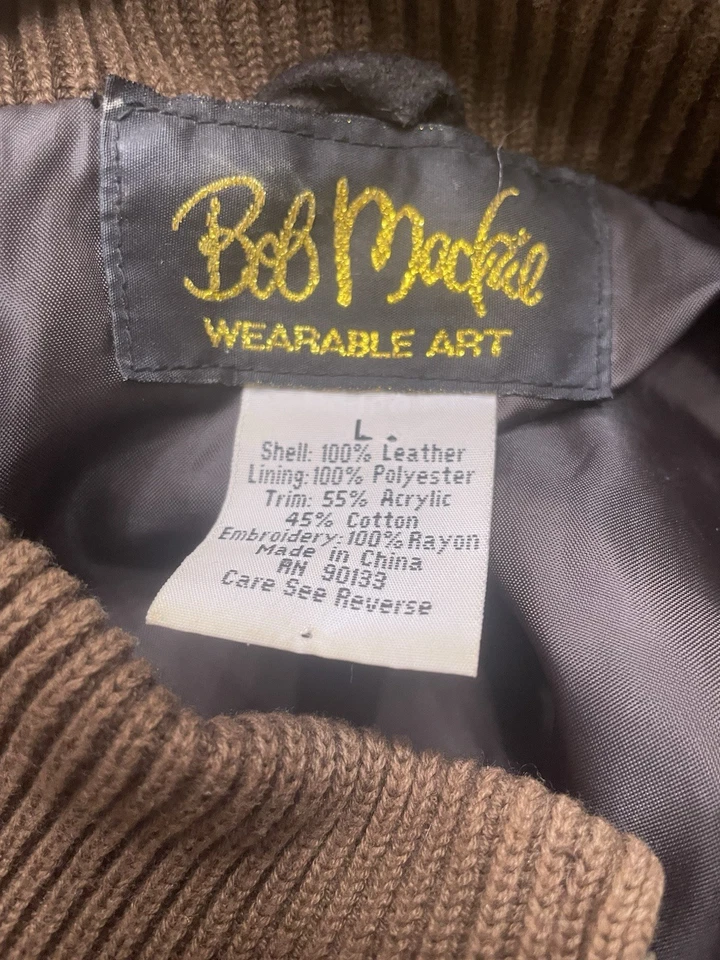 Bob Mackie
WEARABLE ART
L.
Shell: 100% Leather
Lining: 100% Polyester
Trim: 55% Acrylic
45% Cotton
Embroidery: 100% Rayon
Made in China
RN 90133
Care See Reverse